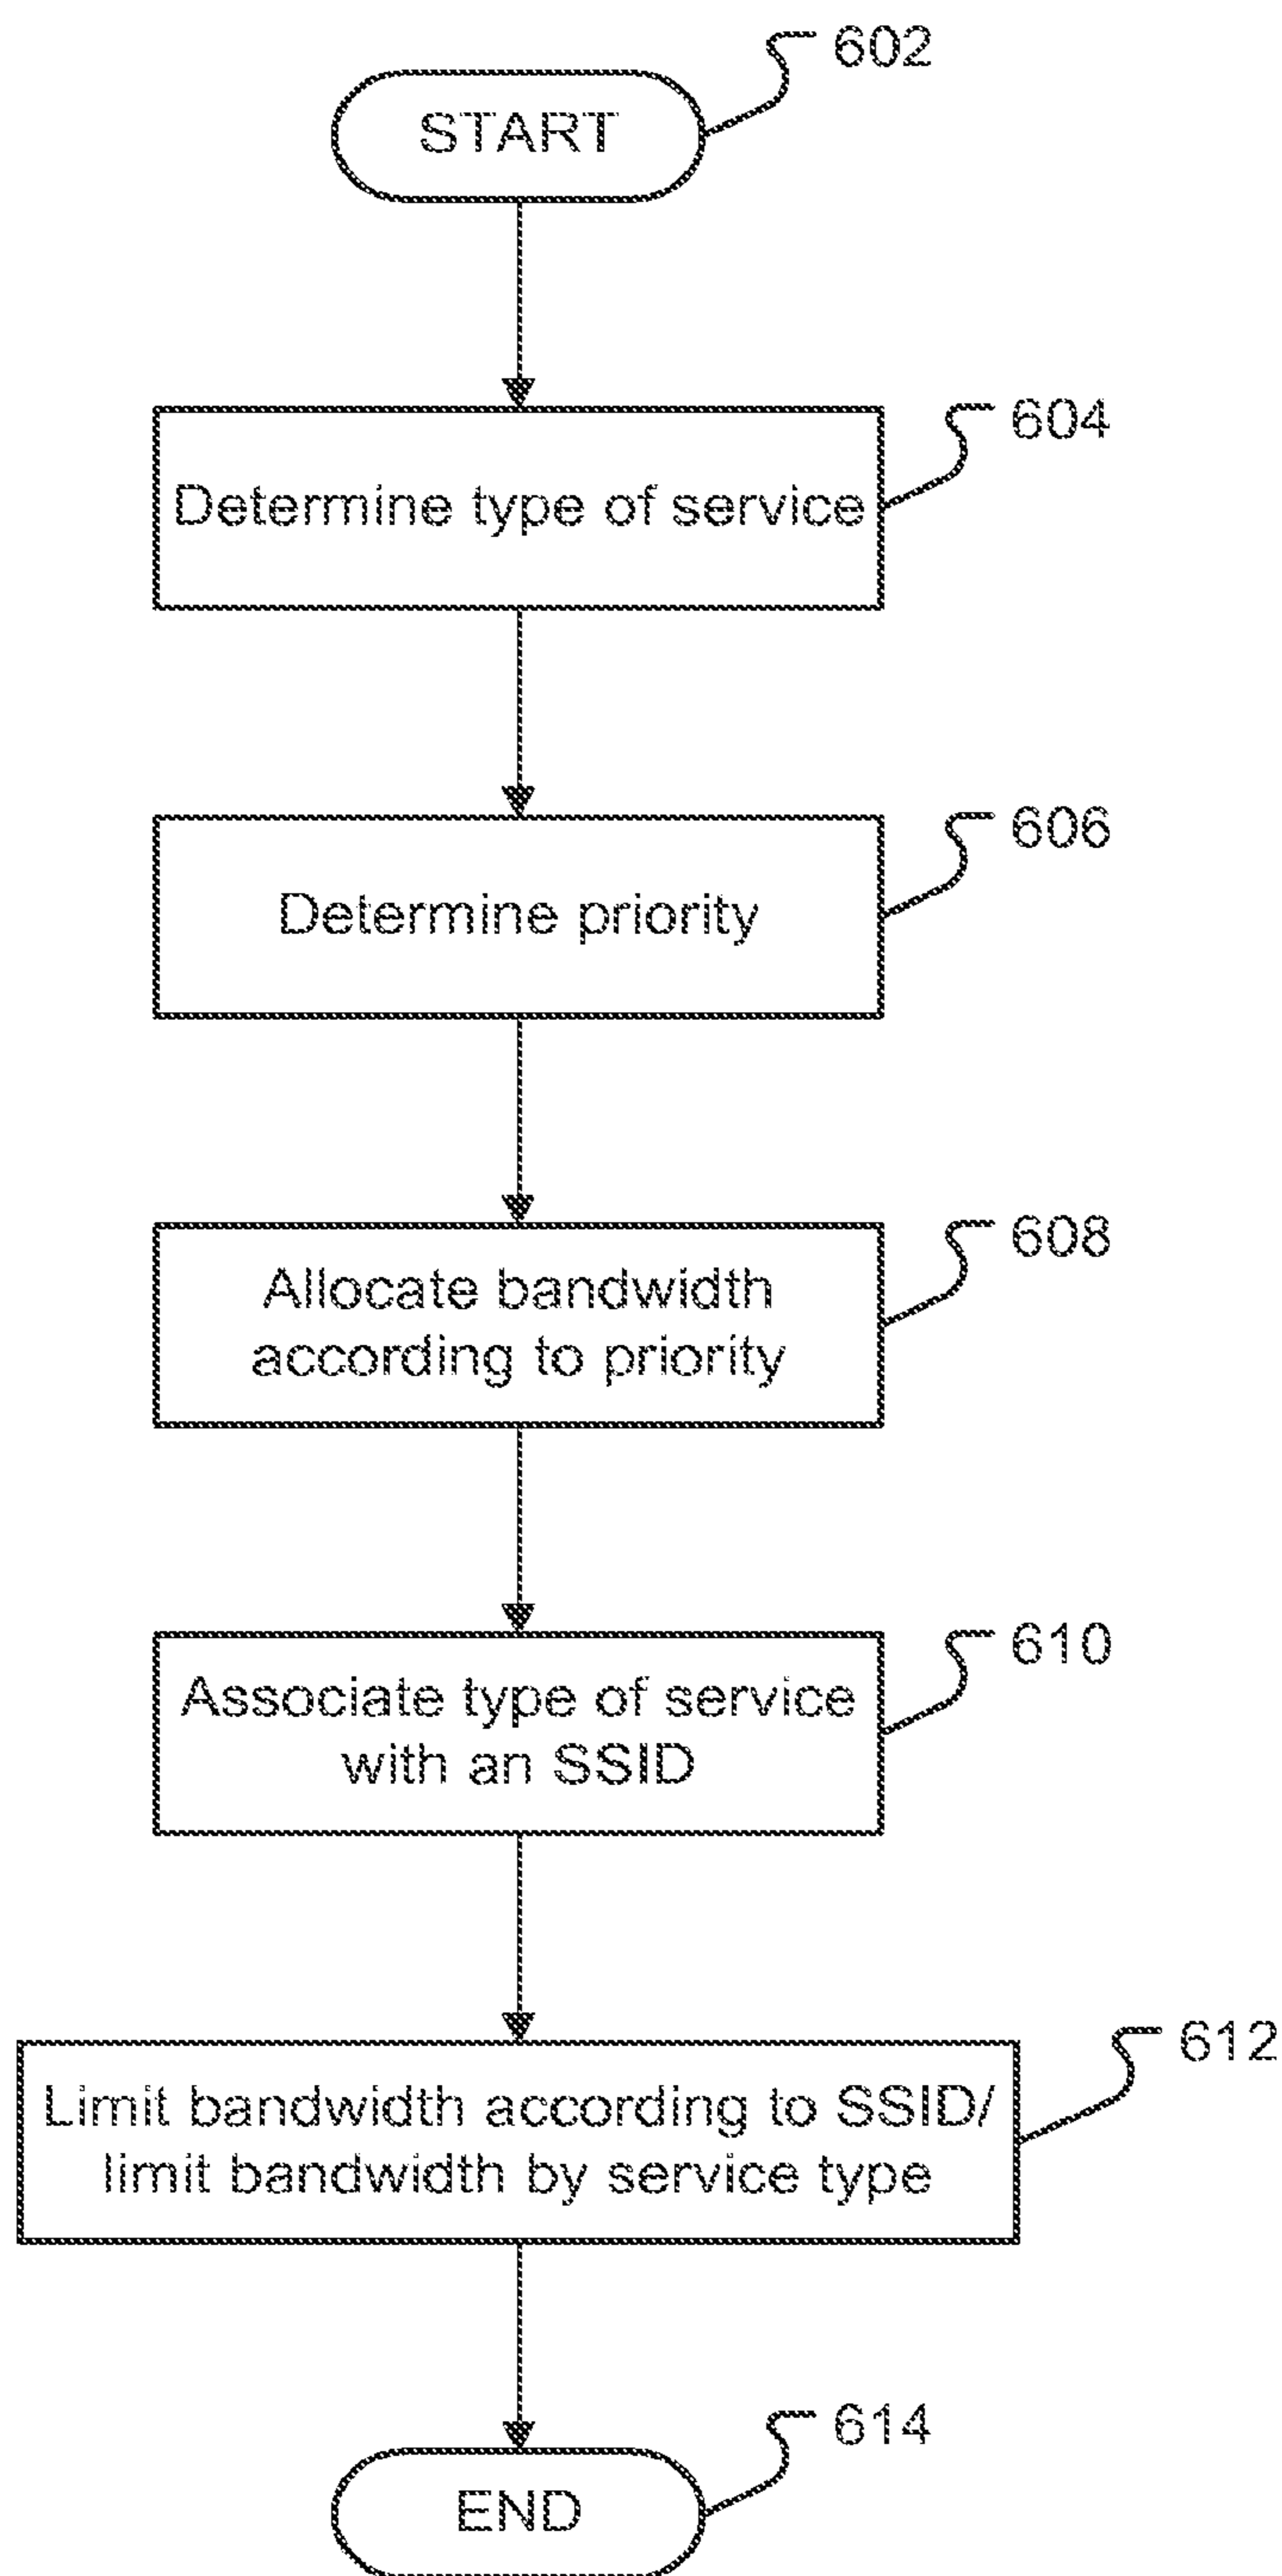 602
START
604
Determine type of service
606
Determine priority
608
Allocate bandwidth
according to priority
610
Associate type of service
with an SSID
612
Limit bandwidth according to SSID/
limit bandwidth by service type
614
END